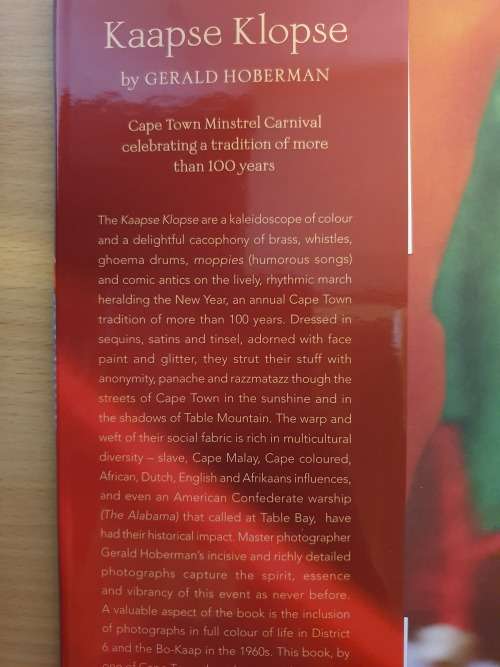 Kaapse Klopse
by GERALD HOBERMAN
Cape Town Minstrel Carnival
celebrating a tradition of more
than 100 years
The Kaapse Klopse are a kaleidoscope of colour
and a delightful cacophony of brass, whistles,
ghoema drums, moppies (humorous songs)
and comic antics on the lively, rhythmic march
heralding the New Year, an annual Cape Town
tradition of more than 100 years. Dressed in
sequins, satins and tinsel, adorned with face
paint and glitter, they strut their stuff with
anonymity, panache and razzmatazz though the
streets of Cape Town in the sunshine and in
the shadows of Table Mountain. The warp and
weft of their social fabric is rich in multicultural
diversity – slave, Cape Malay, Cape coloured,
African, Dutch, English and Afrikaans influences,
and even an American Confederate warship
(The Alabama) that called at Table Bay, have
had their historical impact. Master photographer
Gerald Hoberman's incisive and richly detailed
photographs capture the spirit, essence
and vibrancy of this event as never before.
A valuable aspect of the book is the inclusion
of photographs in full colour of life in District
6 and the Bo-Kaap in the 1960s. This book, by
one of Cape